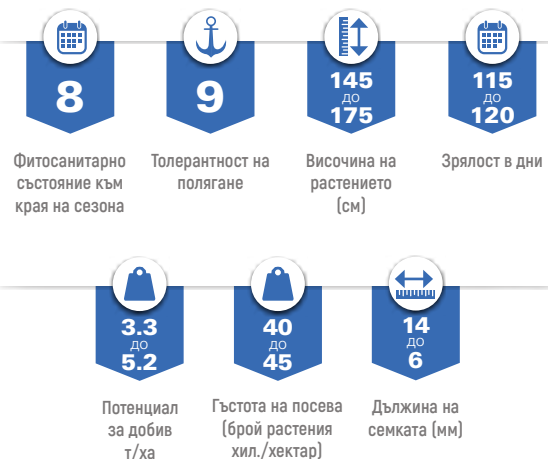 8
9
145
до
175
115
до
120
Фитосанитарно
състояние към
края на сезона
Толерантност на
полягане
Височина на
растението
(см)
Зрялост в дни
3.3
до
5.2
40
до
45
14
до
6
Потенциал
за добив
т/ха
Гъстота на посева
(брой растения
хил./хектар)
Дължина на
семката (мм)